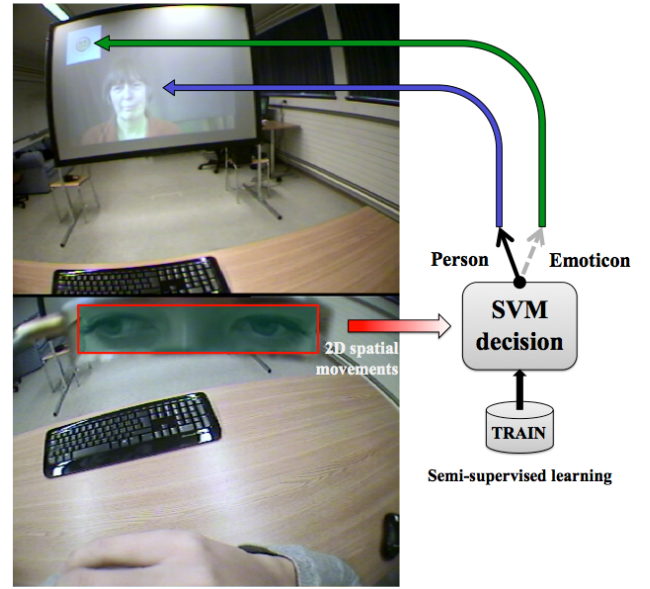 Person
Emoticon
SVM
decision
2D spatial
movements
TRAIN
Semi-supervised learning